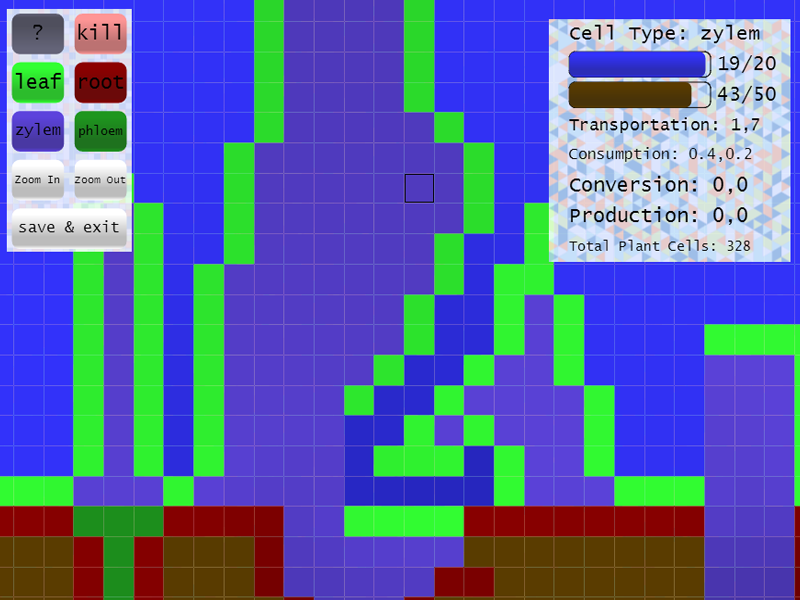 ? kill
leaf root
zylem phloem
Zoom In Zoom Out
save & exit
Cell Type: zylem
19/20
43/50
Transportation: 1,7
Consumption: 0.4,0.2
Conversion: 0,0
Production: 0,0
Total Plant Cells: 328